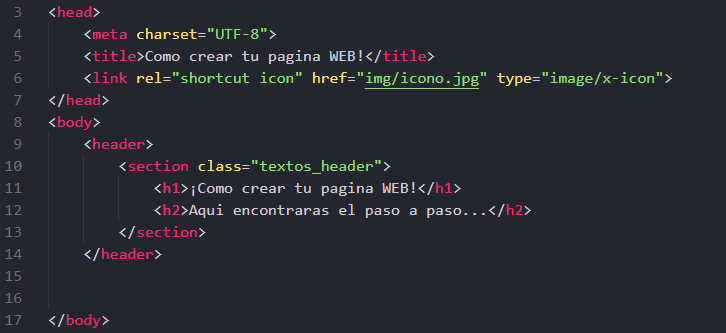 3 <head>
4 <meta charset="UTF-8">
5 <title>Como crear tu pagina WEB!</title>
6 <link rel="shortcut icon" href="img/icono.jpg" type="image/x-icon">
7 </head>
8 <body>
9 <header>
10 <section class="textos_header">
11 <h1>¡Como crear tu pagina WEB!</h1>
12 <h2>Aqui encontraras el paso a paso...</h2>
13 </section>
14 </header>
15
16
17 </body>